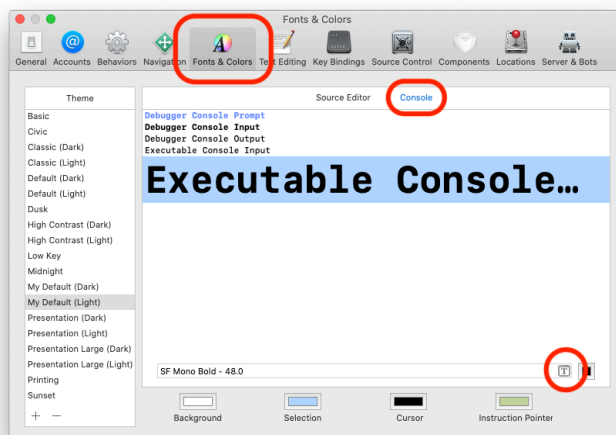 Fonts & Colors
General Accounts Behaviors Navigation Fonts & Colors Text Editing Key Bindings Source Control Components Locations Server & Bots
Theme
Source Editor Console
Basic
Civic
Classic (Dark)
Classic (Light)
Default (Dark)
Default (Light)
Dusk
High Contrast (Dark)
High Contrast (Light)
Low Key
Midnight
My Default (Dark)
My Default (Light)
Presentation (Dark)
Presentation (Light)
Presentation Large (Dark)
Presentation Large (Light)
Printing
Sunset
+ −
Debugger Console Prompt
Debugger Console Input
Debugger Console Output
Executable Console Input
Executable Console…
SF Mono Bold - 48.0
T
Background Selection Cursor Instruction Pointer